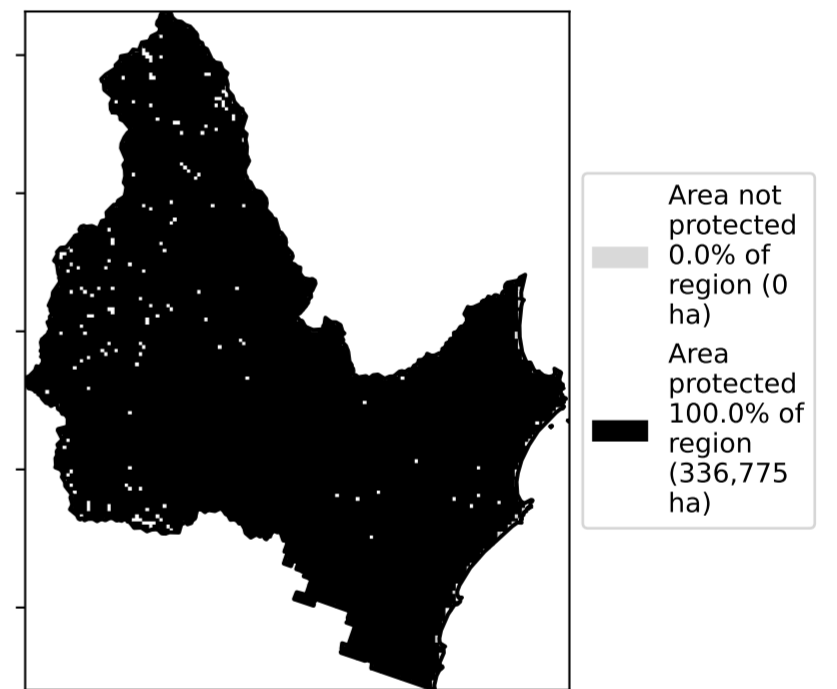 Area not
protected
0.0% of
region (0
ha)
Area
protected
100.0% of
region
(336,775
ha)